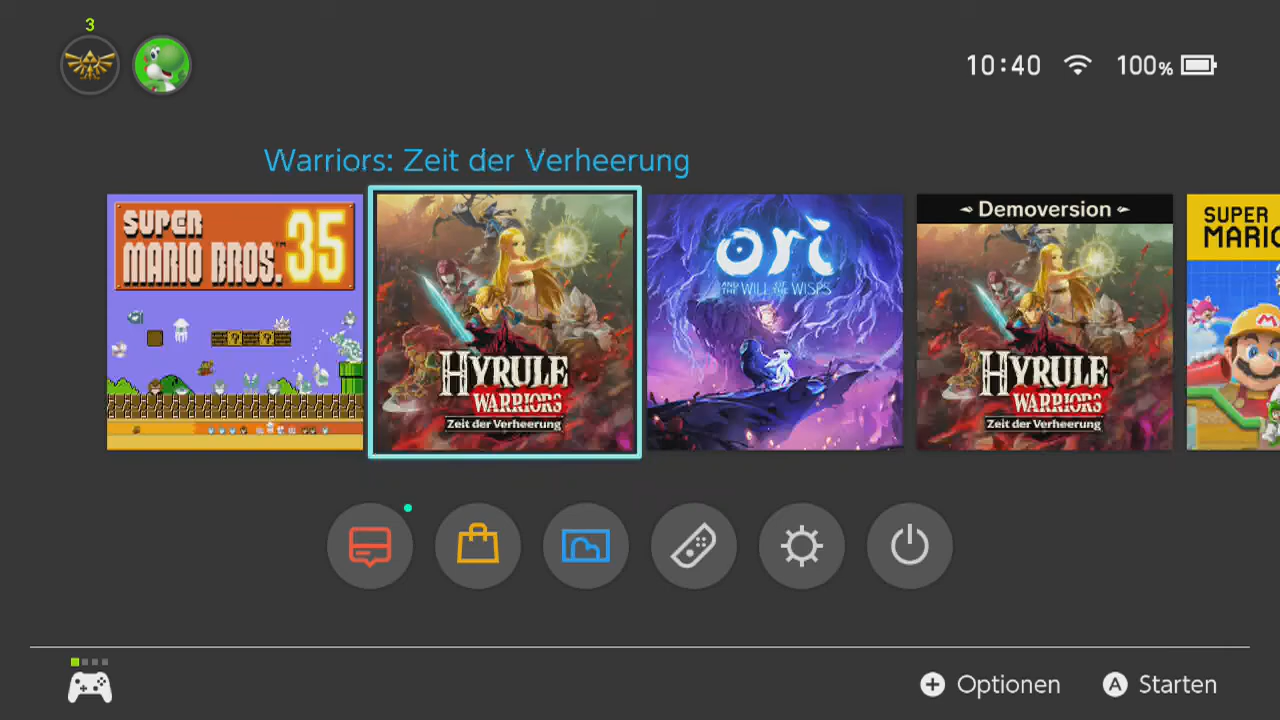 3
10:40
100%
Warriors: Zeit der Verheerung
SUPER
MARIO BROS.™ 35
HYRULE
WARRIORS
Zeit der Verheerung
ori
AND THE WILL OF THE WISPS
Demoversion
HYRULE
WARRIORS
Zeit der Verheerung
SUPER
MARIO
+ Optionen
A Starten